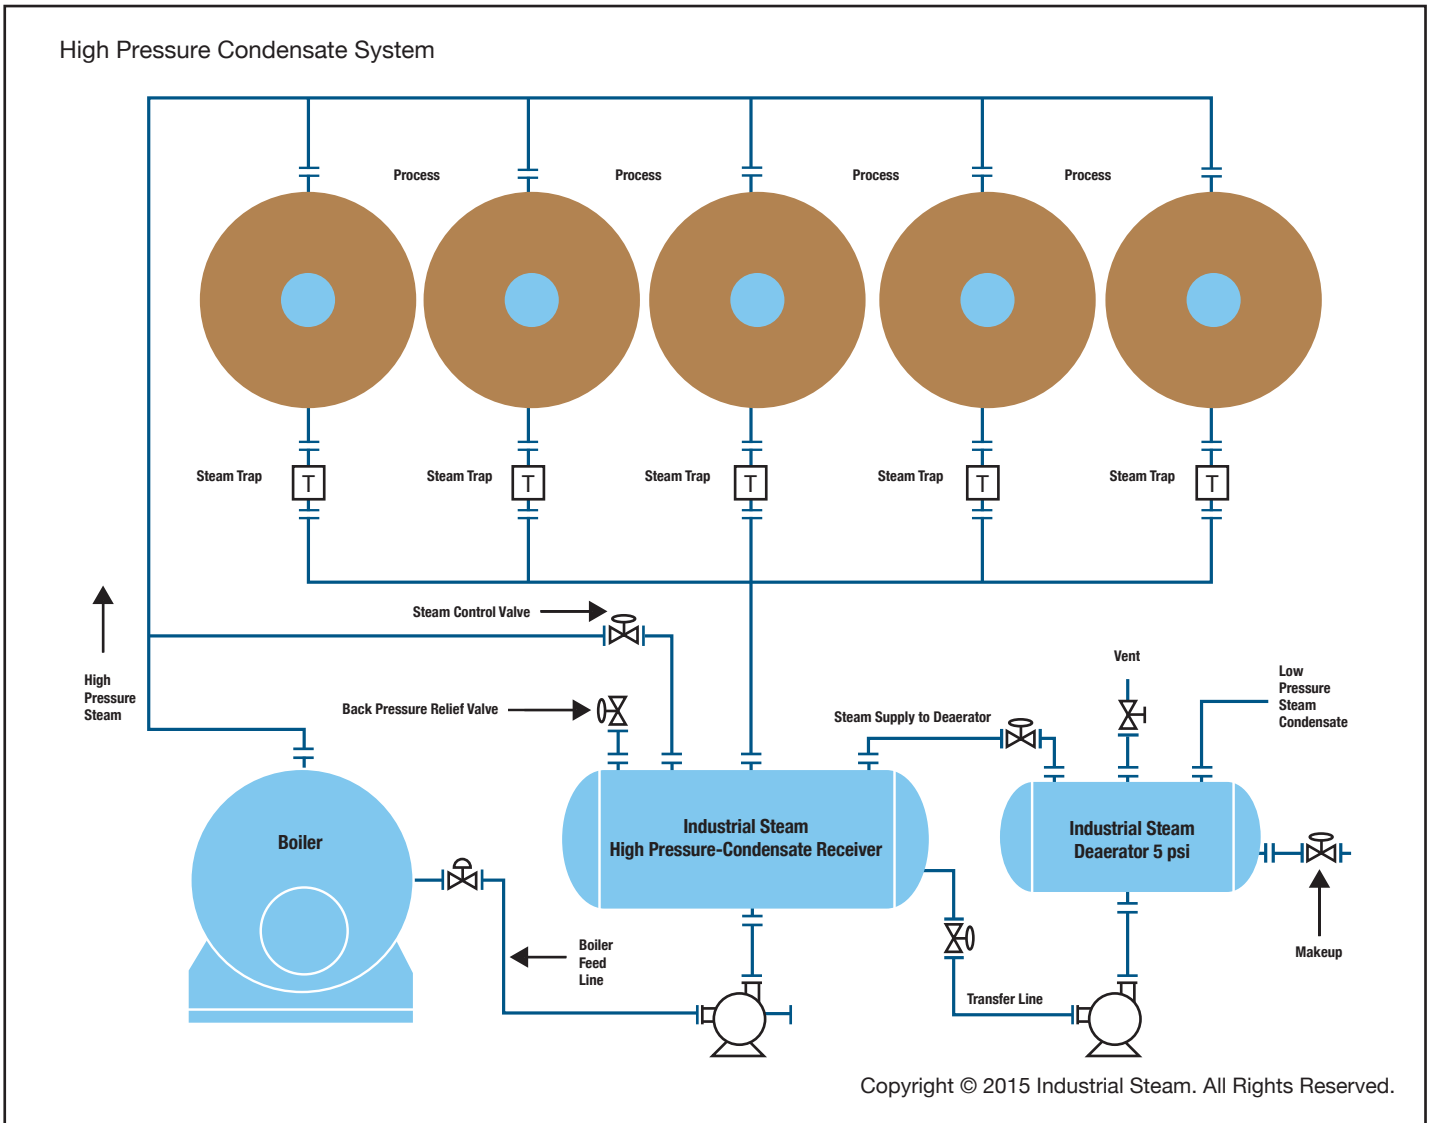 High Pressure Condensate System
Process
Process
Process
Process
Steam Trap
T
Steam Trap
T
Steam Trap
T
Steam Trap
T
Steam Trap
T
Steam Control Valve
High
Pressure
Steam
Back Pressure Relief Valve
Steam Supply to Deaerator
Vent
Low
Pressure
Steam
Condensate
Boiler
Industrial Steam
High Pressure-Condensate Receiver
Industrial Steam
Deaerator 5 psi
Boiler
Feed
Line
Transfer Line
Makeup
Copyright © 2015 Industrial Steam. All Rights Reserved.